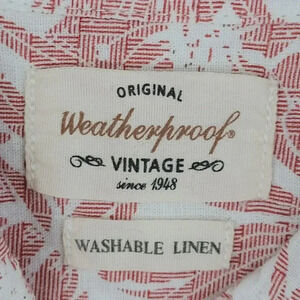 ORIGINAL
Weatherproof®
VINTAGE
since 1948
WASHABLE LINEN